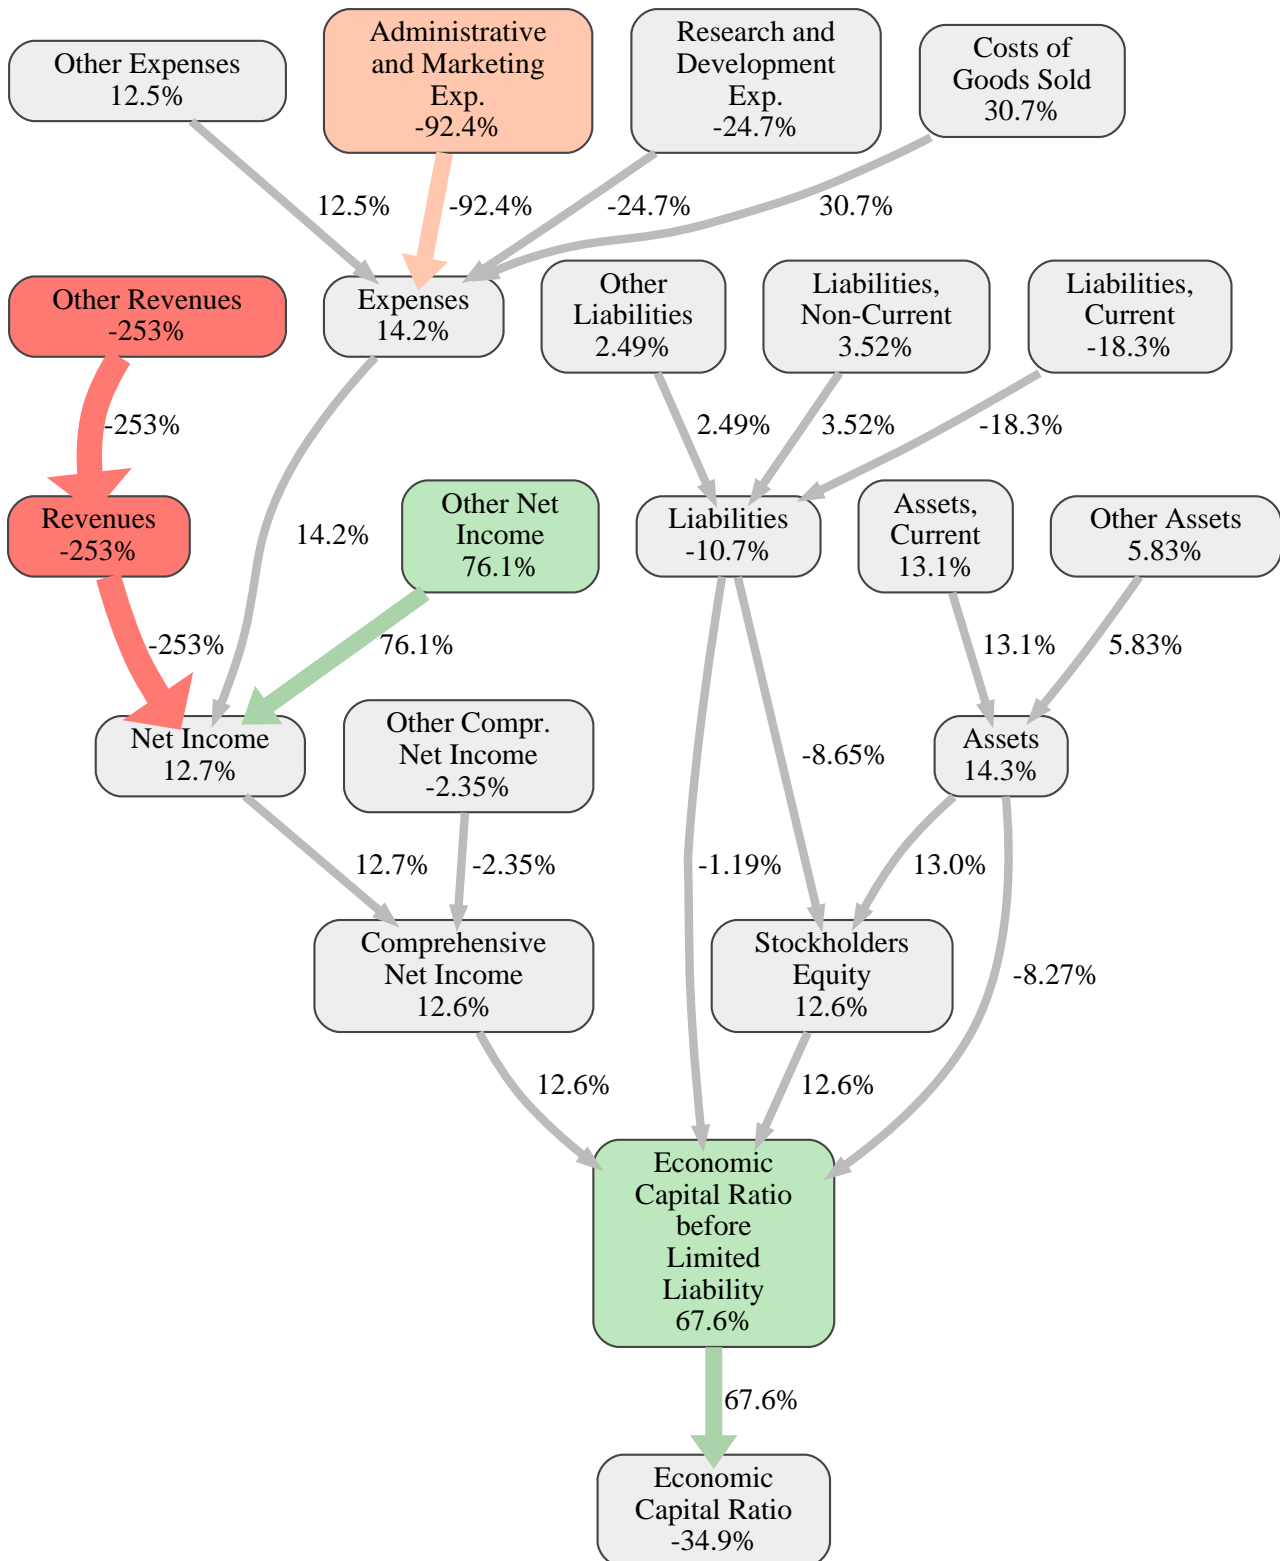 Other Expenses
12.5%
Administrative
and Marketing
Exp.
-92.4%
Research and
Development
Exp.
-24.7%
Costs of
Goods Sold
30.7%
12.5%
-92.4%
-24.7%
30.7%
Other Revenues
-253%
Expenses
14.2%
Other
Liabilities
2.49%
Liabilities,
Non-Current
3.52%
Liabilities,
Current
-18.3%
-253%
2.49%
3.52%
-18.3%
Revenues
-253%
14.2%
Other Net
Income
76.1%
Liabilities
-10.7%
Assets,
Current
13.1%
Other Assets
5.83%
-253%
76.1%
13.1%
5.83%
Net Income
12.7%
Other Compr.
Net Income
-2.35%
-8.65%
Assets
14.3%
12.7%
-2.35%
-1.19%
13.0%
Comprehensive
Net Income
12.6%
Stockholders
Equity
12.6%
-8.27%
12.6%
12.6%
Economic
Capital Ratio
before
Limited
Liability
67.6%
67.6%
Economic
Capital Ratio
-34.9%